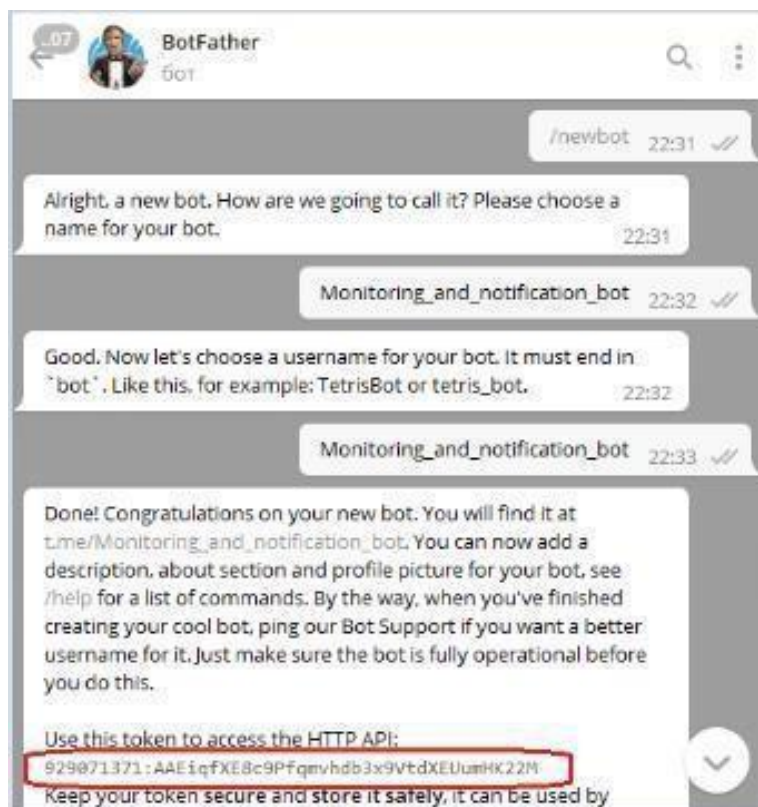 ..07
BotFather
бот
/newbot 22:31
Alright, a new bot. How are we going to call it? Please choose a
name for your bot.
22:31
Monitoring_and_notification_bot 22:32
Good. Now let's choose a username for your bot. It must end in
`bot`. Like this, for example: TetrisBot or tetris_bot.
22:32
Monitoring_and_notification_bot 22:33
Done! Congratulations on your new bot. You will find it at
t.me/Monitoring_and_notification_bot. You can now add a
description, about section and profile picture for your bot, see
/help for a list of commands. By the way, when you've finished
creating your cool bot, ping our Bot Support if you want a better
username for it. Just make sure the bot is fully operational before
you do this.
Use this token to access the HTTP API:
929071371:AAEiqfXE8c9Pfqmvhdb3x9VtdXEUumHK22M
Keep your token secure and store it safely, it can be used by